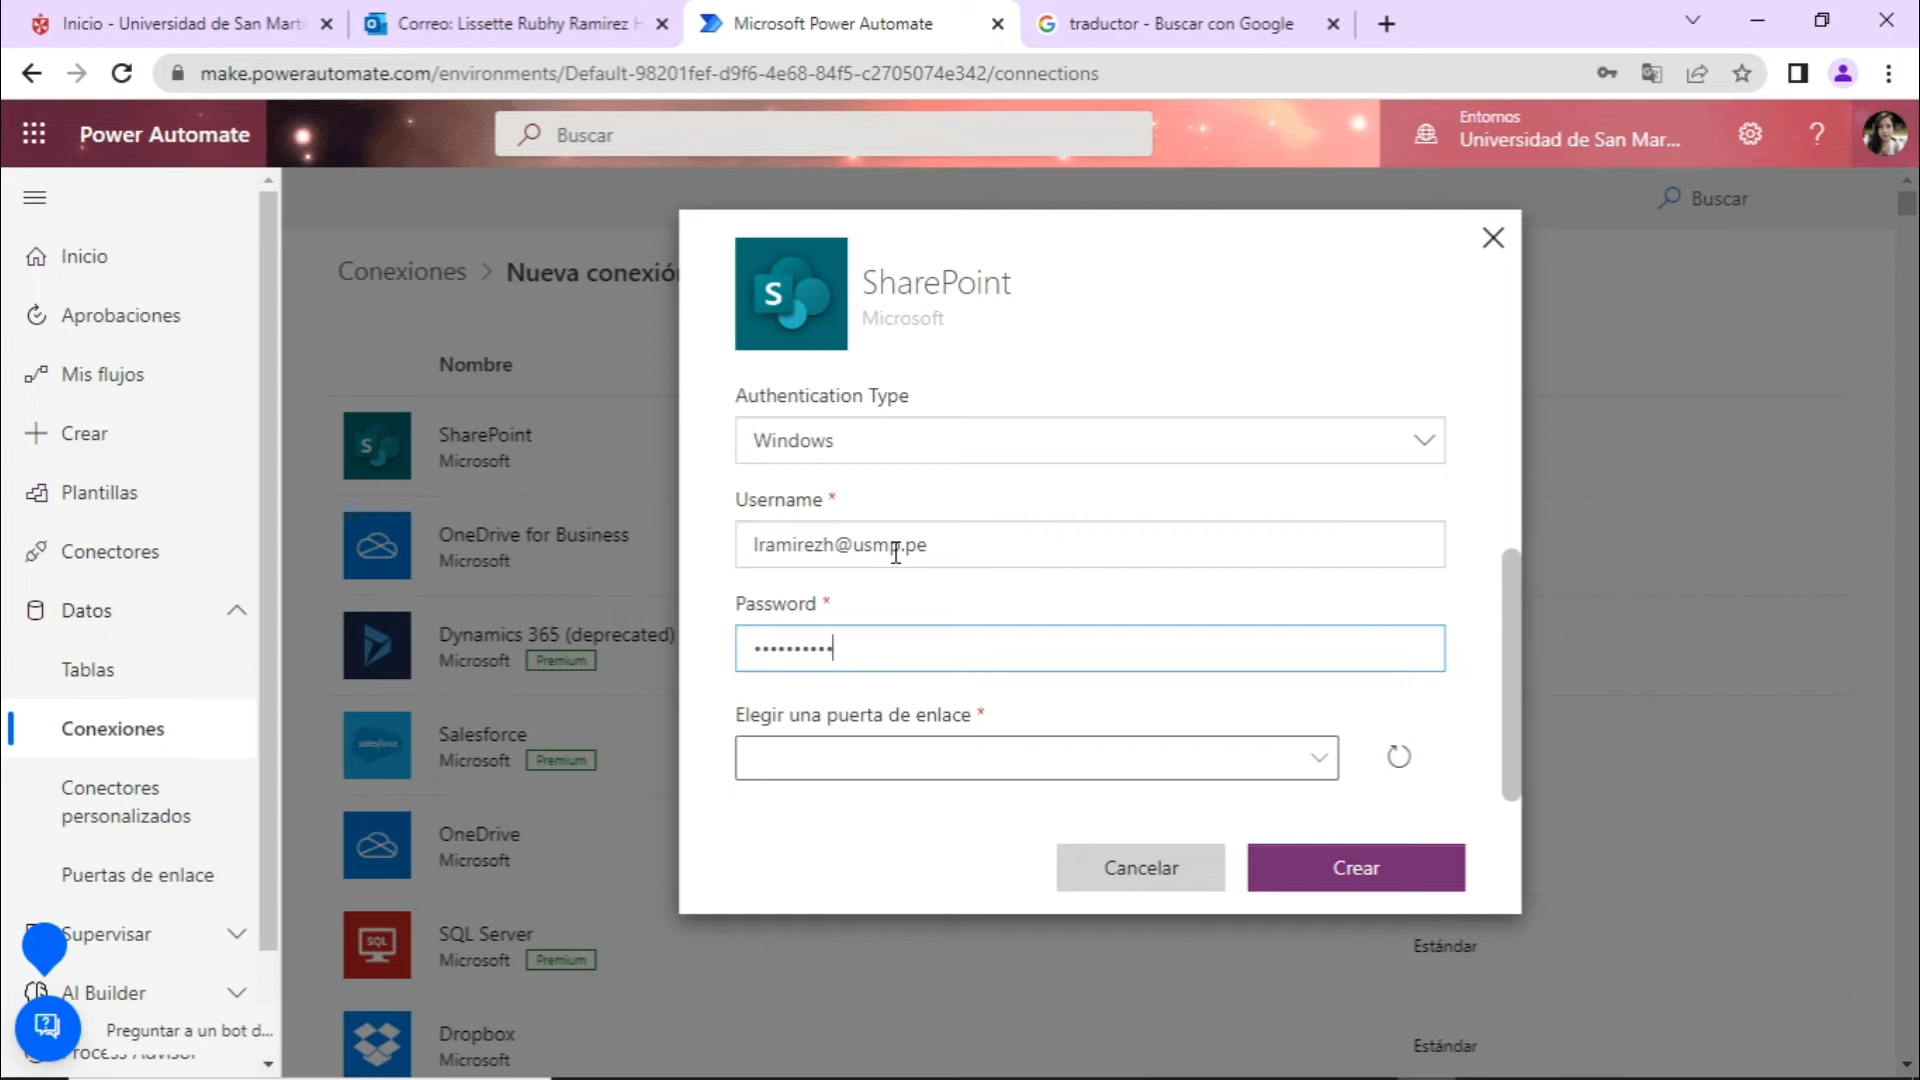 Inicio - Universidad de San Martí
Correo: Lissette Rubhy Ramirez H
Microsoft Power Automate
traductor - Buscar con Google
make.powerautomate.com/environments/Default-98201fef-d9f6-4e68-84f5-c2705074e342/connections
Power Automate
Buscar
Entornos
Universidad de San Mar...
Buscar
Inicio
Aprobaciones
Mis flujos
Crear
Plantillas
Conectores
Datos
Tablas
Conexiones
Conectores
personalizados
Puertas de enlace
Supervisar
AI Builder
Preguntar a un bot d...
Conexiones > Nueva conexión
Nombre
SharePoint
Microsoft
OneDrive for Business
Microsoft
Dynamics 365 (deprecated)
Microsoft Premium
salesforce
Salesforce
Microsoft Premium
OneDrive
Microsoft
SQL
SQL Server
Microsoft Premium
Estándar
Dropbox
Microsoft
Estándar
S
SharePoint
Microsoft
Authentication Type
Windows
Username *
lramirezh@usmp.pe
Password *
••••••••••
Elegir una puerta de enlace *
Cancelar
Crear